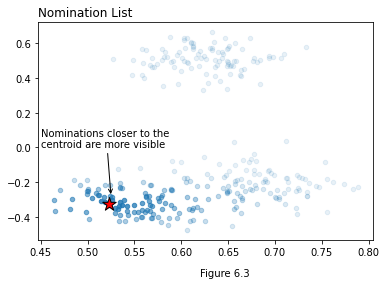 Nomination List
0.6
0.4
0.2
0.0
−0.2
−0.4
Nominations closer to the
centroid are more visible
0.45 0.50 0.55 0.60 0.65 0.70 0.75 0.80
Figure 6.3